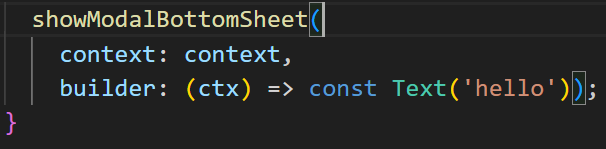 showModalBottomSheet(
context: context,
builder: (ctx) => const Text('hello'));
}